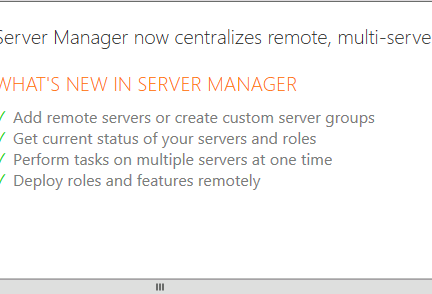 Server Manager now centralizes remote, multi-serve
WHAT'S NEW IN SERVER MANAGER
✓ Add remote servers or create custom server groups
✓ Get current status of your servers and roles
✓ Perform tasks on multiple servers at one time
✓ Deploy roles and features remotely